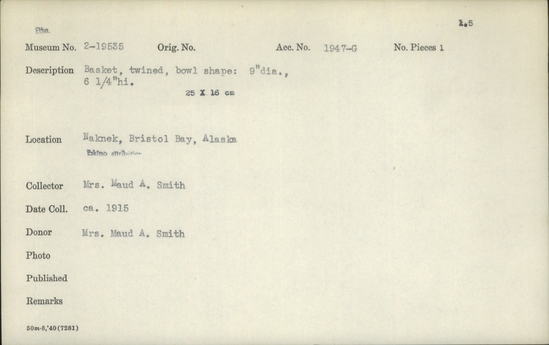 1.5
Museum No. 2-19535 Orig. No. Acc. No. 1947-G No. Pieces 1
Description Basket, twined, bowl shape: 9"dia.,
6 1/4"hi.
25 X 16 cm
Location Naknek, Bristol Bay, Alaska
Eskimo
Collector Mrs. Maud A. Smith
Date Coll. ca. 1915
Donor Mrs. Maud A. Smith
Photo
Published
Remarks
50m-8,'40(7281)